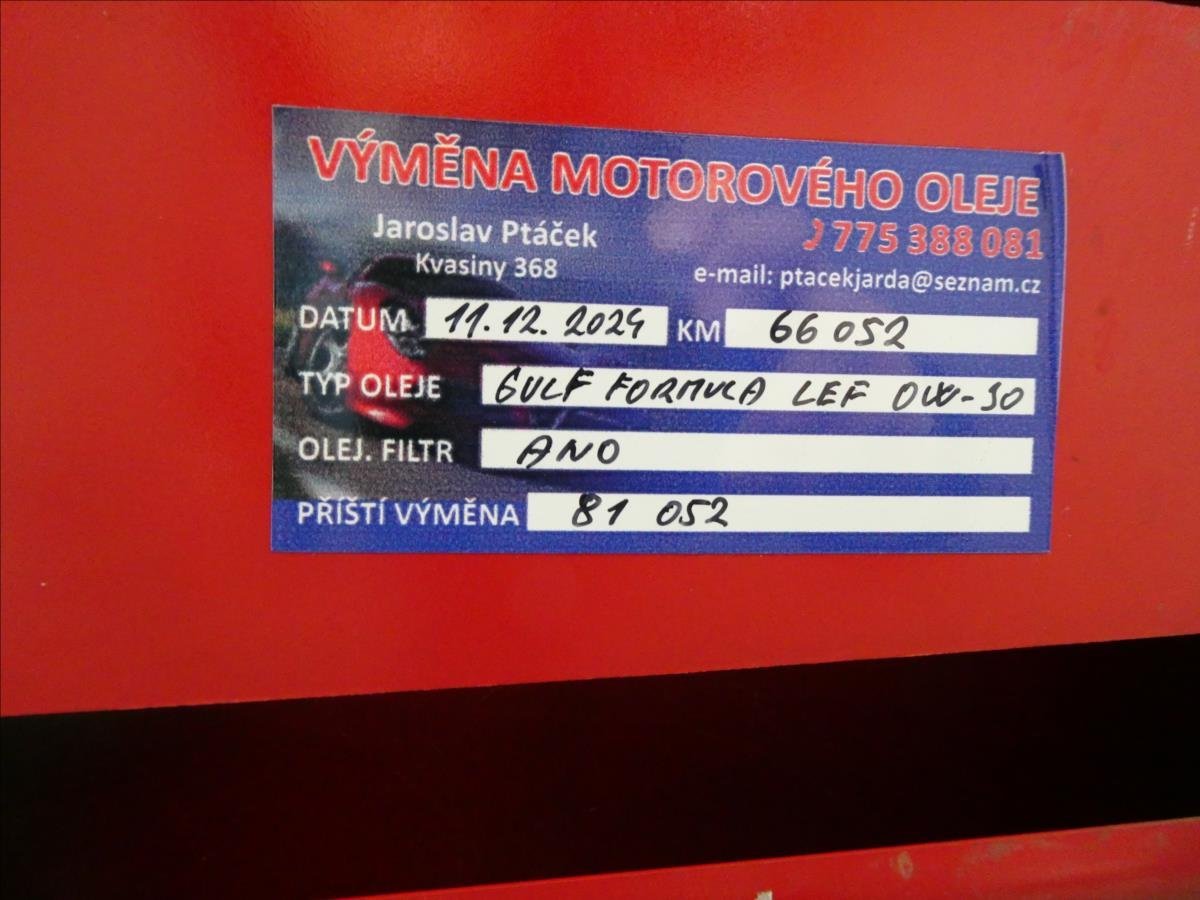 VÝMĚNA MOTOROVÉHO OLEJE
Jaroslav Ptáček 775 388 081
Kvasiny 368 e-mail: ptacekjarda@seznam.cz
DATUM 11.12.2024 KM 66 052
TYP OLEJE GULF FORMULA LEF 0W-30
OLEJ. FILTR ANO
PŘÍŠTÍ VÝMĚNA 81 052